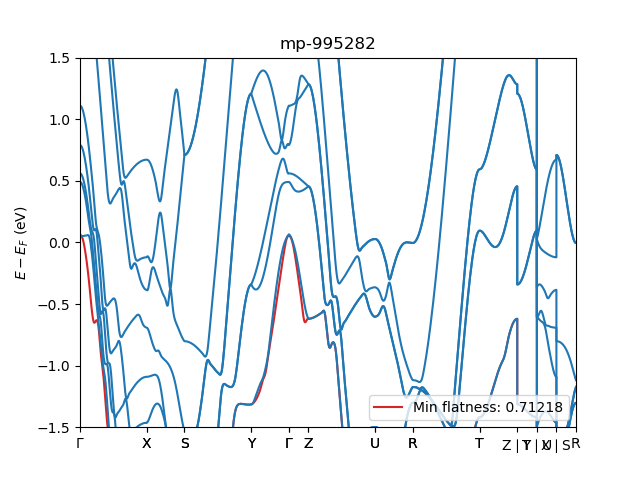 mp-995282
1.5
1.0
0.5
0.0
−0.5
−1.0
−1.5
E − E_F (eV)
Min flatness: 0.71218
Γ X S Y Γ Z U R T Z|T Y|U X|S R